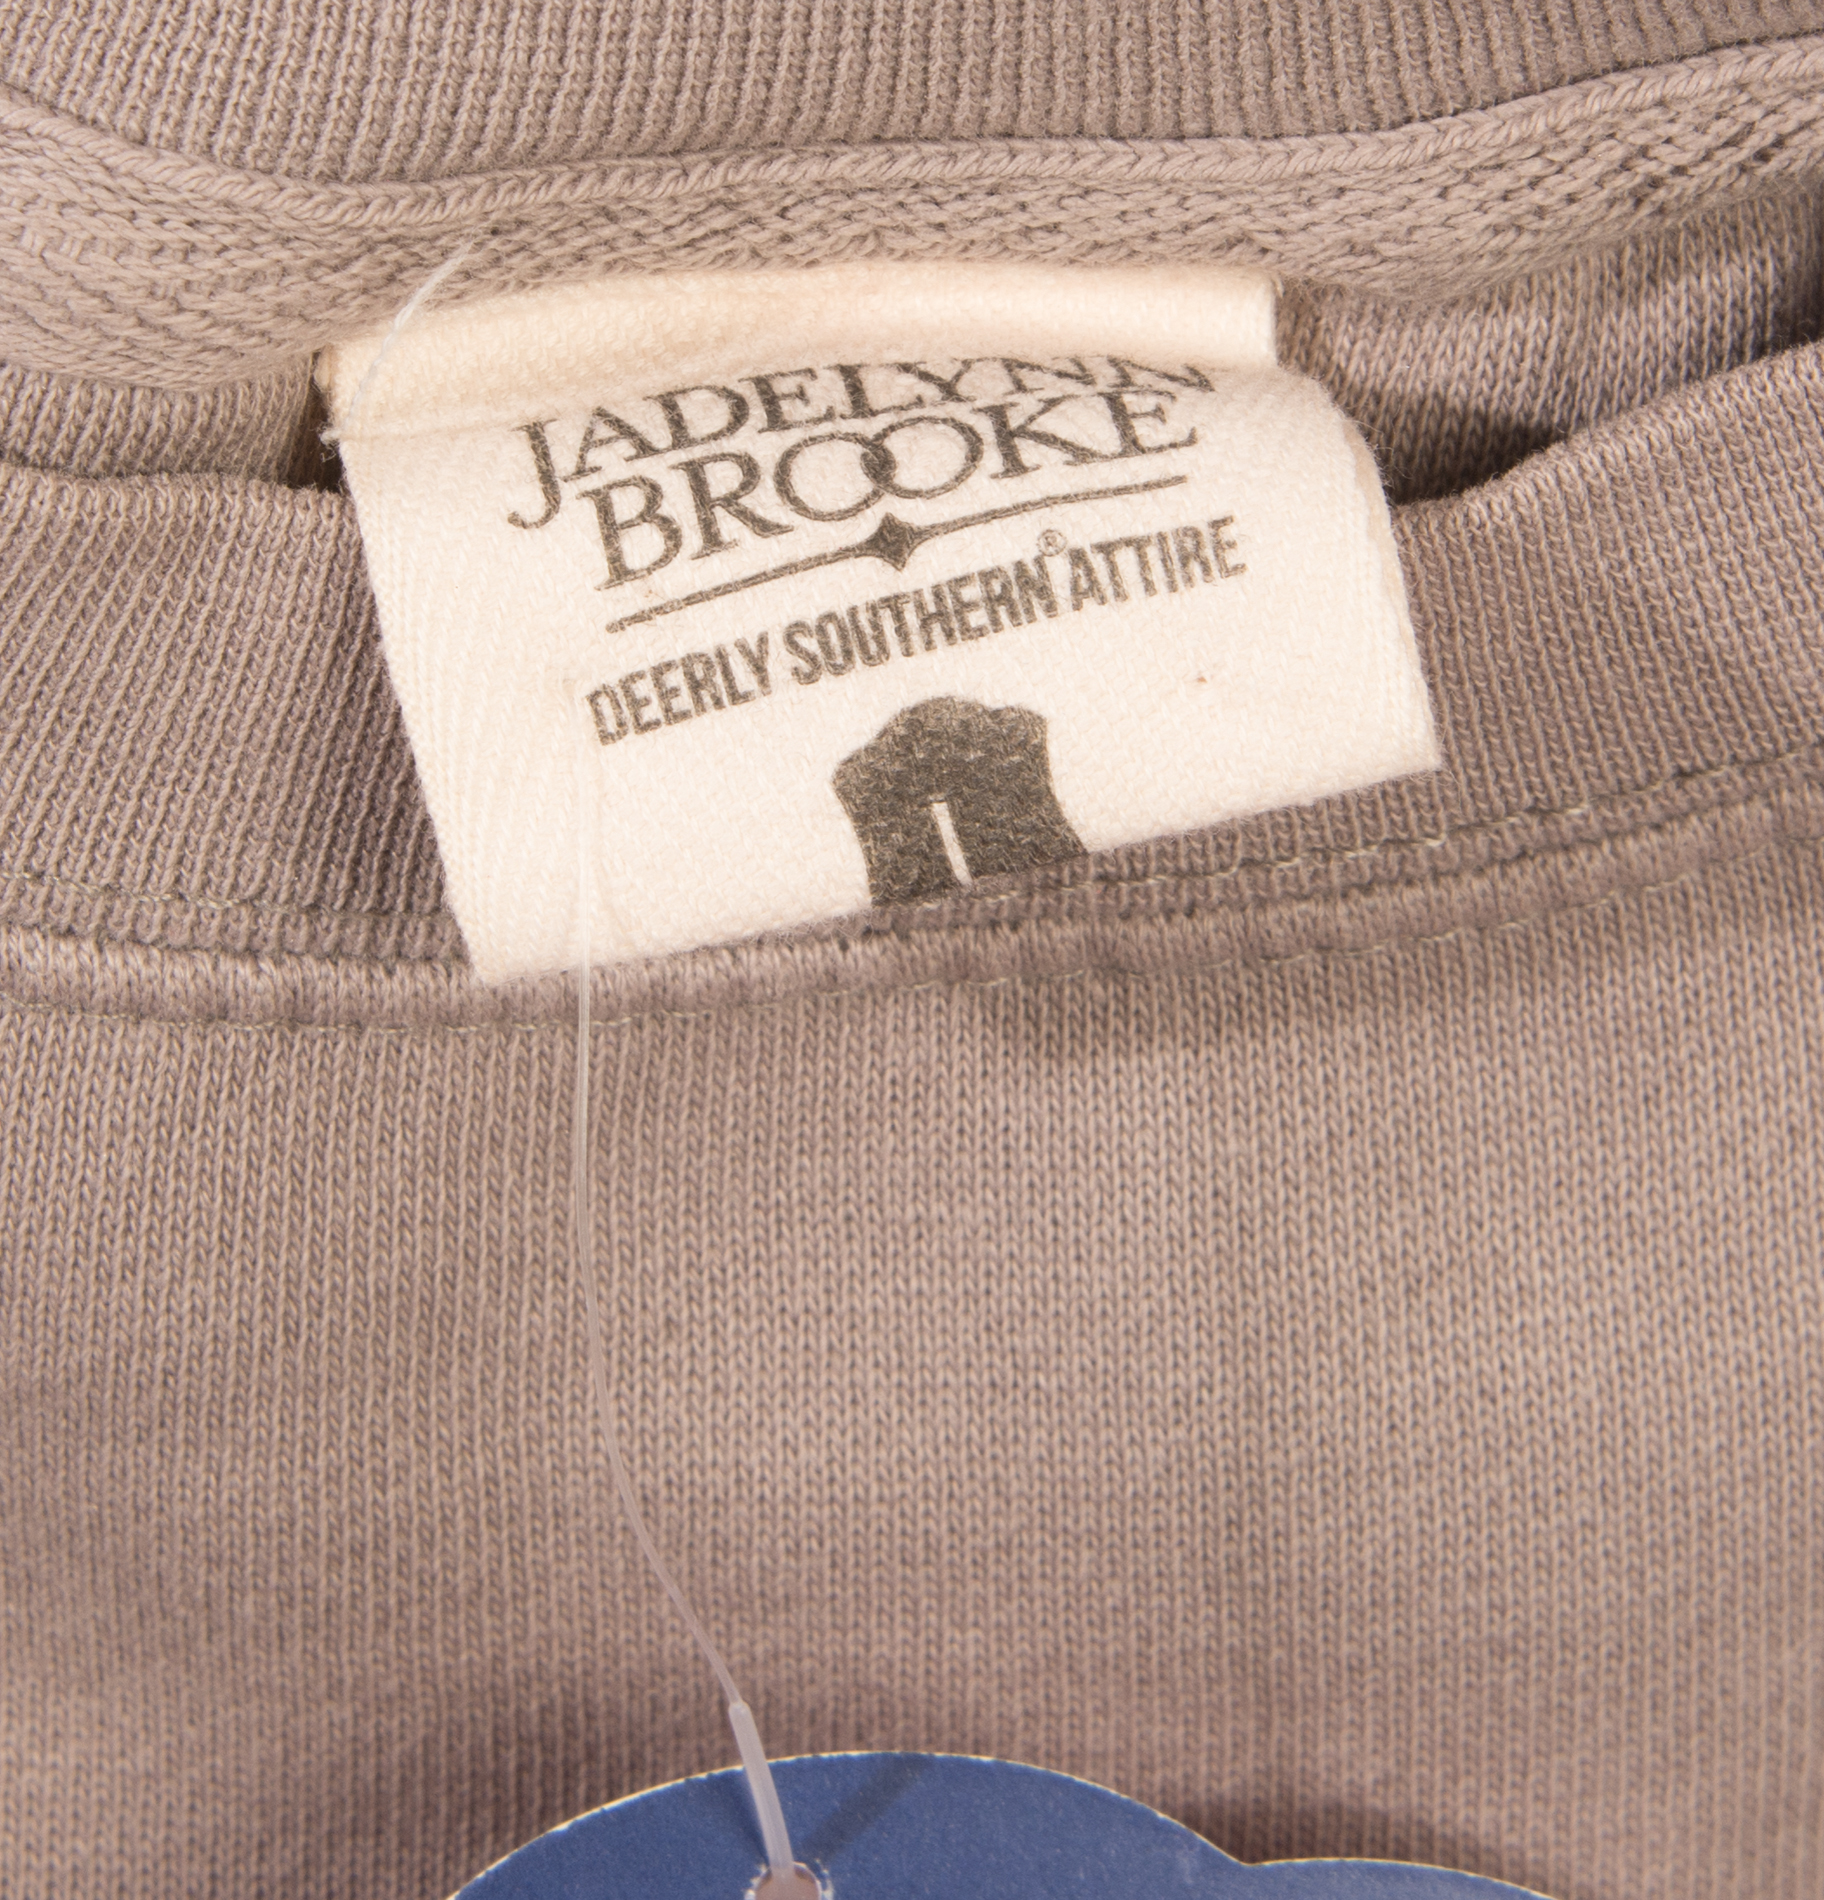 JADELYNN
BROOKE
DEERLY SOUTHERN® ATTIRE